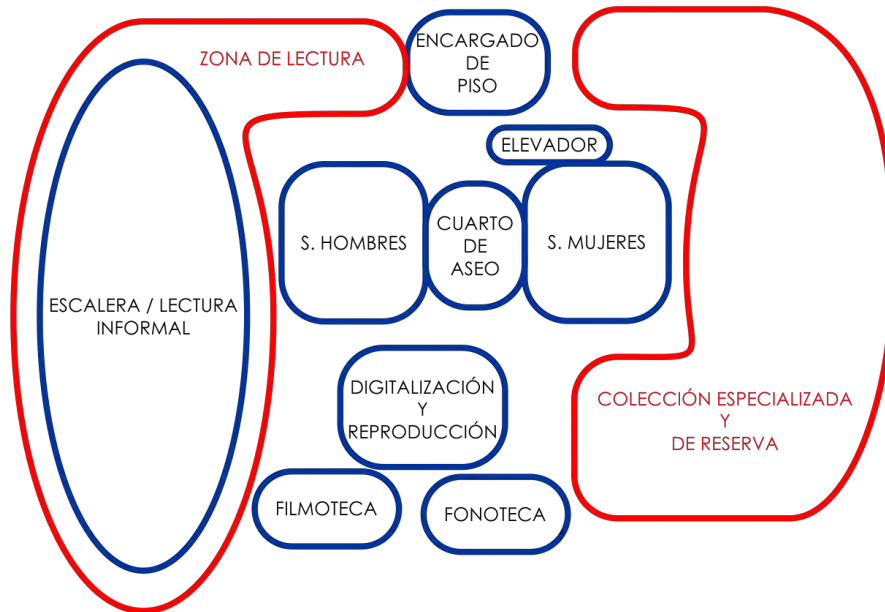 ZONA DE LECTURA
ENCARGADO
DE
PISO
ELEVADOR
S. HOMBRES
CUARTO
DE
ASEO
S. MUJERES
ESCALERA / LECTURA
INFORMAL
DIGITALIZACIÓN
Y
REPRODUCCIÓN
COLECCIÓN ESPECIALIZADA
Y
DE RESERVA
FILMOTECA
FONOTECA